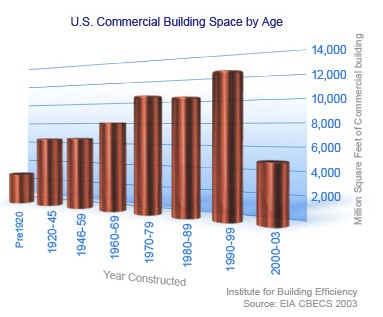 U.S. Commercial Building Space by Age
14,000
12,000
10,000
8,000
6,000
4,000
2,000
Million Square Feet of Commercial building
Pre1920
1920-45
1946-59
1960-69
1970-79
1980-89
1990-99
2000-03
Year Constructed
Institute for Building Efficiency
Source: EIA CBECS 2003